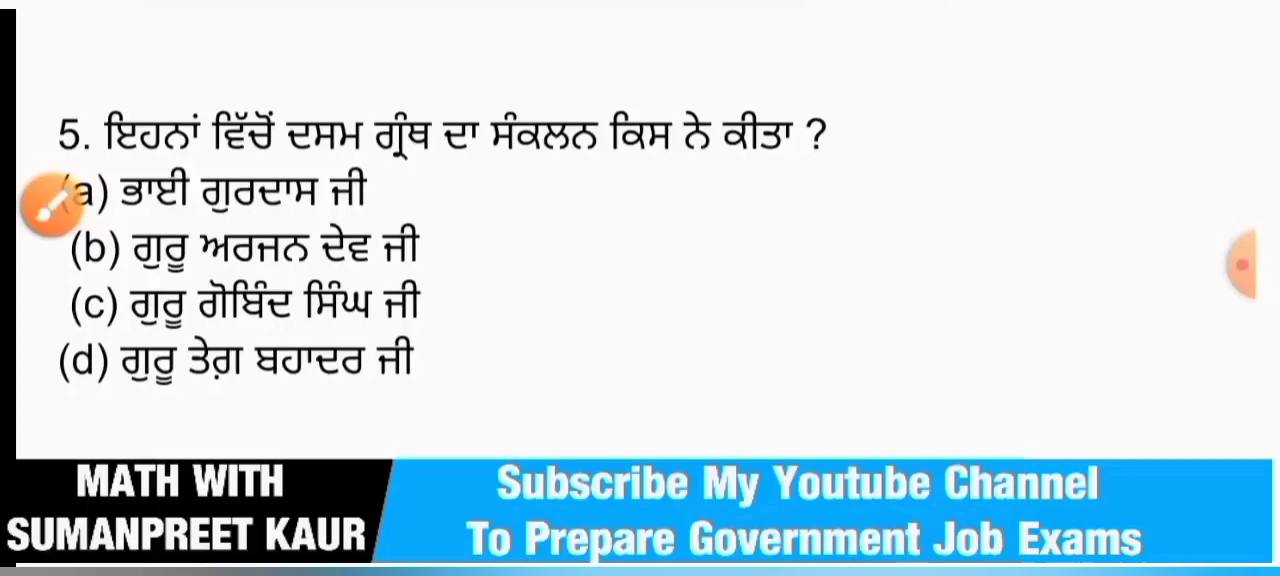 5. ਇਹਨਾਂ ਵਿੱਚੋਂ ਦਸਮ ਗ੍ਰੰਥ ਦਾ ਸੰਕਲਨ ਕਿਸ ਨੇ ਕੀਤਾ ?
(a) ਭਾਈ ਗੁਰਦਾਸ ਜੀ
(b) ਗੁਰੂ ਅਰਜਨ ਦੇਵ ਜੀ
(c) ਗੁਰੂ ਗੋਬਿੰਦ ਸਿੰਘ ਜੀ
(d) ਗੁਰੂ ਤੇਗ਼ ਬਹਾਦਰ ਜੀ
MATH WITH
SUMANPREET KAUR
Subscribe My Youtube Channel
To Prepare Government Job Exams